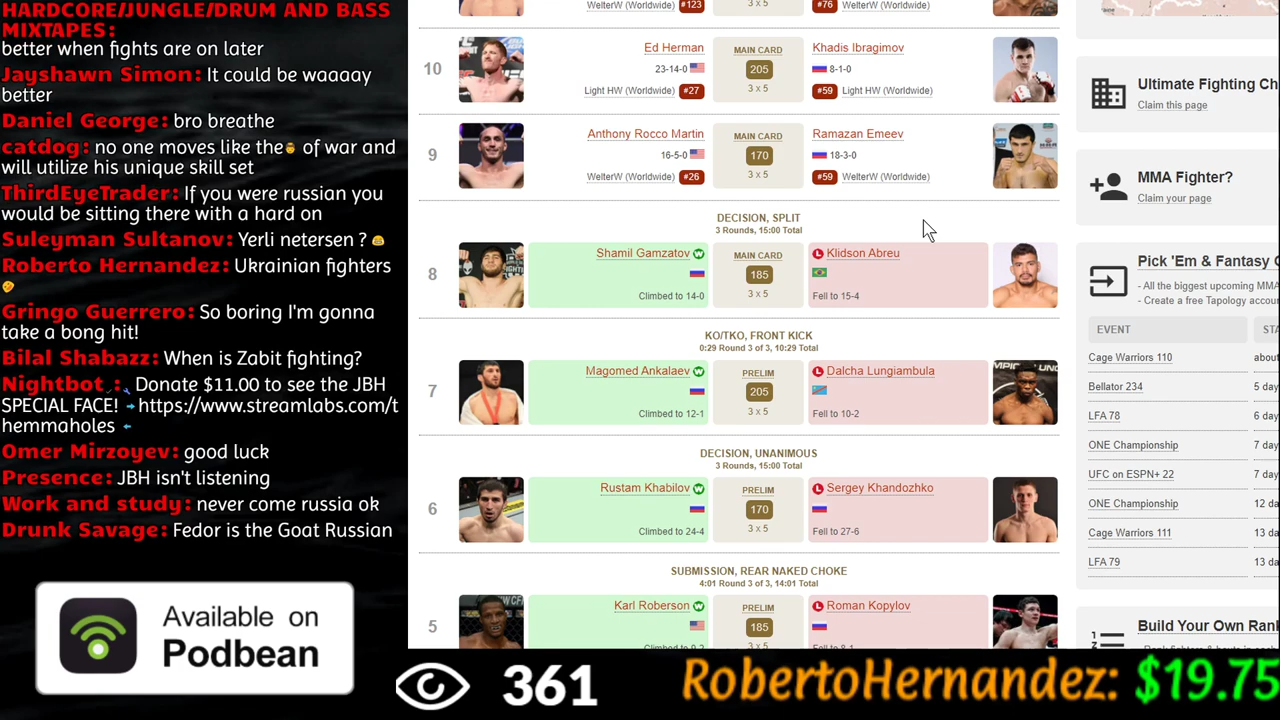 HARDCORE/JUNGLE/DRUM AND BASS
MIXTAPES:
better when fights are on later
Jayshawn Simon: It could be waaaay
better
Daniel George: bro breathe
catdog: no one moves like the of war and
will utilize his unique skill set
ThirdEyeTrader: If you were russian you
would be sitting there with a hard on
Suleyman Sultanov: Yerli netersen ?
Roberto Hernandez: Ukrainian fighters
Gringo Guerrero: So boring I'm gonna
take a bong hit!
Bilal Shabazz: When is Zabit fighting?
Nightbot : Donate $11.00 to see the JBH
SPECIAL FACE! https://www.streamlabs.com/t
hemmaholes
Omer Mirzoyev: good luck
Presence: JBH isn't listening
Work and study: never come russia ok
Drunk Savage: Fedor is the Goat Russian
Available on
Podbean
WelterW (Worldwide) #123
#76 WelterW (Worldwide)
10
Ed Herman
23-14-0
Light HW (Worldwide) #27
MAIN CARD
205
3 x 5
Khadis Ibragimov
8-1-0
#59 Light HW (Worldwide)
9
Anthony Rocco Martin
16-5-0
WelterW (Worldwide) #26
MAIN CARD
170
3 x 5
Ramazan Emeev
18-3-0
#59 WelterW (Worldwide)
DECISION, SPLIT
3 Rounds, 15:00 Total
8
Shamil Gamzatov W
Climbed to 14-0
MAIN CARD
185
3 x 5
L Klidson Abreu
Fell to 15-4
KO/TKO, FRONT KICK
0:29 Round 3 of 3, 10:29 Total
7
Magomed Ankalaev W
Climbed to 12-1
PRELIM
205
3 x 5
L Dalcha Lungiambula
Fell to 10-2
DECISION, UNANIMOUS
3 Rounds, 15:00 Total
6
Rustam Khabilov W
Climbed to 24-4
PRELIM
170
3 x 5
L Sergey Khandozhko
Fell to 27-6
SUBMISSION, REAR NAKED CHOKE
4:01 Round 3 of 3, 14:01 Total
5
Karl Roberson W
PRELIM
185
L Roman Kopylov
Ultimate Fighting Ch
Claim this page
MMA Fighter?
Claim your page
Pick 'Em & Fantasy
- All the biggest upcoming MMA
- Create a free Tapology accou
EVENT STA
Cage Warriors 110 about
Bellator 234 5 day
LFA 78 6 day
ONE Championship 7 day
UFC on ESPN+ 22 7 day
ONE Championship 12 d
Cage Warriors 111 13 d
LFA 79 13 d
Build Your Own Rank
361
RobertoHernandez: $19.75